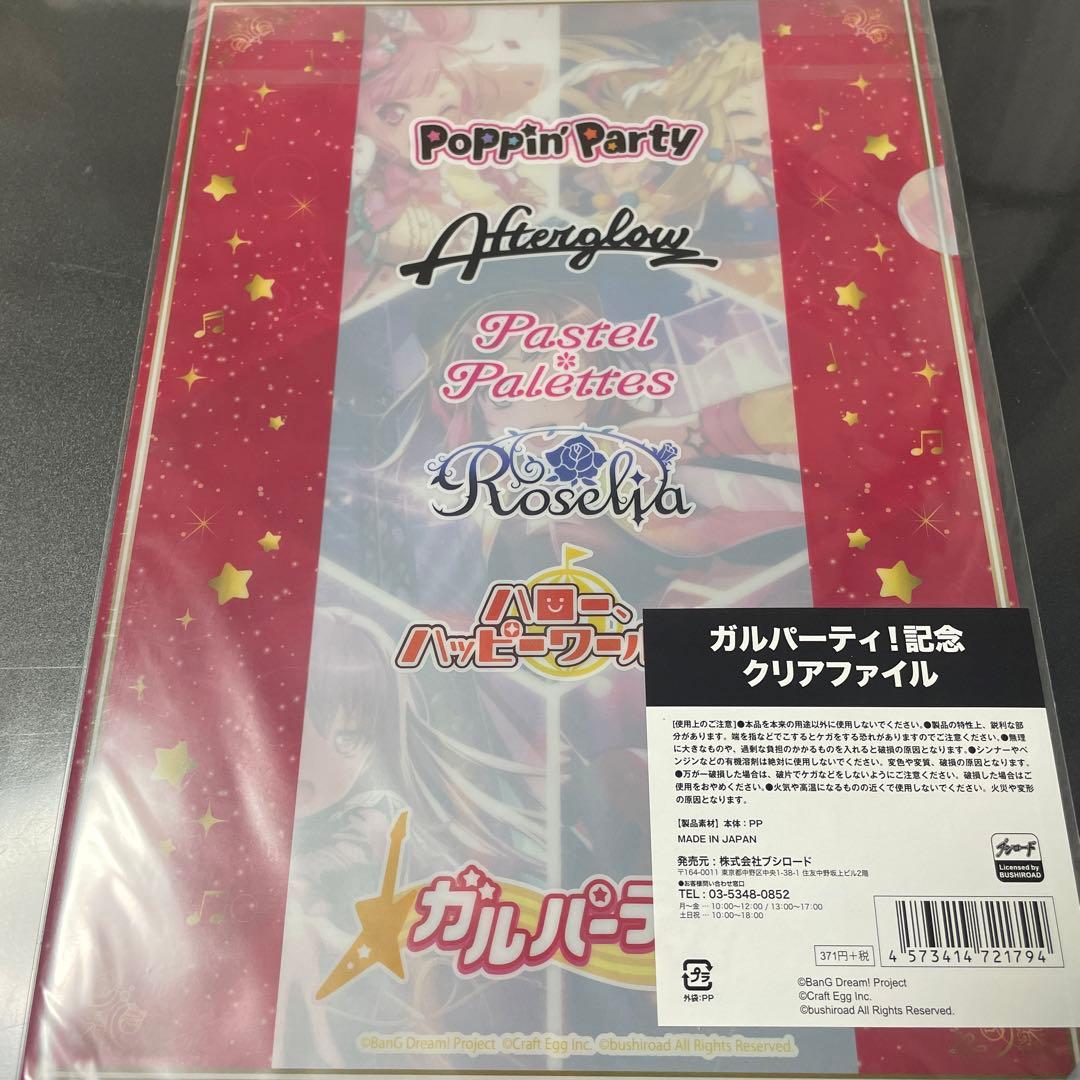 Poppin'Party
Afterglow
Pastel
Palettes
Roselia
ハロー、
ハッピーワール
ガルパーテ
ガルパーティ!記念
クリアファイル
[使用上のご注意]●本品を本来の用途以外に使用しないでください。●製品の特性上、鋭利な部
分があります。端を指などでこするとケガをする恐れがありますのでご注意ください。●無理
に大きなものや、過剰な負担のかかるものを入れると破損の原因となります。●シンナーやベ
ンジンなどの有機溶剤は絶対に使用しないでください。変色や変質、破損の原因となります。
●万が一破損した場合は、破片でケガなどをしないようにご注意ください。破損した場合はご
使用をおやめください。●火気や高温になるものの近くで使用しないでください。火災や変形
の原因となります。
【製品素材】本体:PP
MADE IN JAPAN
発売元:株式会社ブシロード
〒164-0011 東京都中野区中央1-38-1 住友中野坂上ビル2階
●お客様問い合わせ窓口
TEL:03-5348-0852
月〜金 … 10:00〜12:00 / 13:00〜17:00
土日祝 … 10:00〜18:00
ブシロード
Licensed by
BUSHIROAD
371円+税
4 573414 721794
プラ
外袋:PP
©BanG Dream! Project
©Craft Egg Inc.
©bushiroad All Rights Reserved.
©BanG Dream! Project ©Craft Egg Inc. ©bushiroad All Rights Reserved.